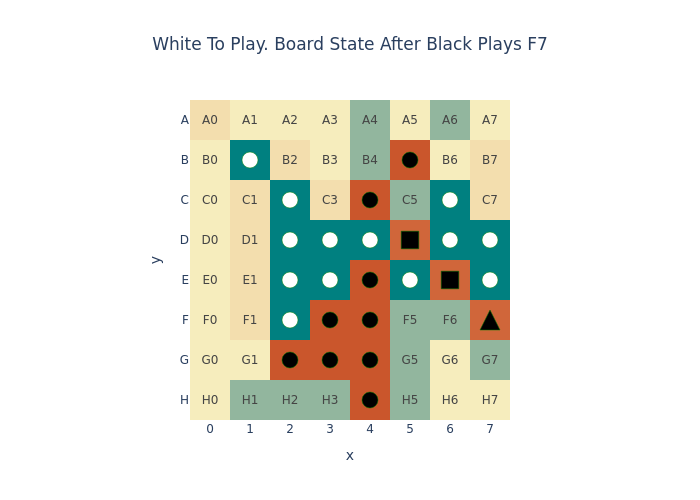 White To Play. Board State After Black Plays F7
A A0 A1 A2 A3 A4 A5 A6 A7
B B0 B2 B3 B4 B6 B7
C C0 C1 C3 C5 C7
D D0 D1
E E0 E1
F F0 F1 F5 F6
G G0 G1 G5 G6 G7
H H0 H1 H2 H3 H5 H6 H7
0 1 2 3 4 5 6 7
x
y